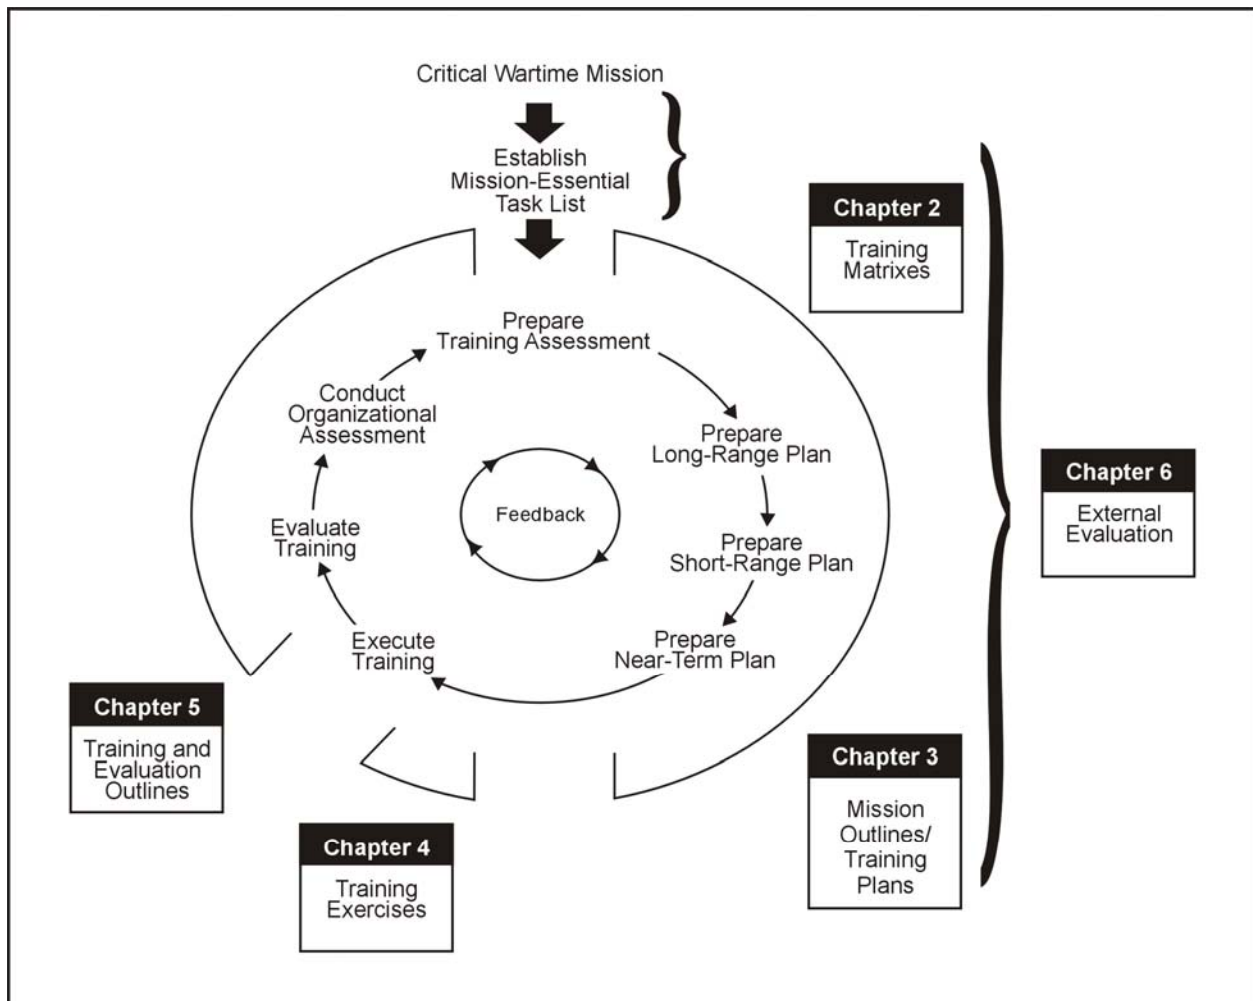 Critical Wartime Mission
Establish
Mission-Essential
Task List
Chapter 2
Training
Matrixes
Prepare
Training Assessment
Conduct
Organizational
Assessment
Prepare
Long-Range Plan
Chapter 6
External
Evaluation
Feedback
Evaluate
Training
Prepare
Short-Range Plan
Execute
Training
Prepare
Near-Term Plan
Chapter 5
Training and
Evaluation
Outlines
Chapter 3
Mission
Outlines/
Training
Plans
Chapter 4
Training
Exercises